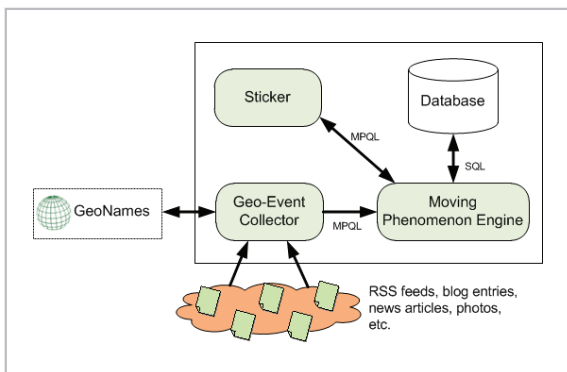 Sticker
Database
MPQL
SQL
GeoNames
Geo-Event
Collector
MPQL
Moving
Phenomenon Engine
RSS feeds, blog entries,
news articles, photos,
etc.